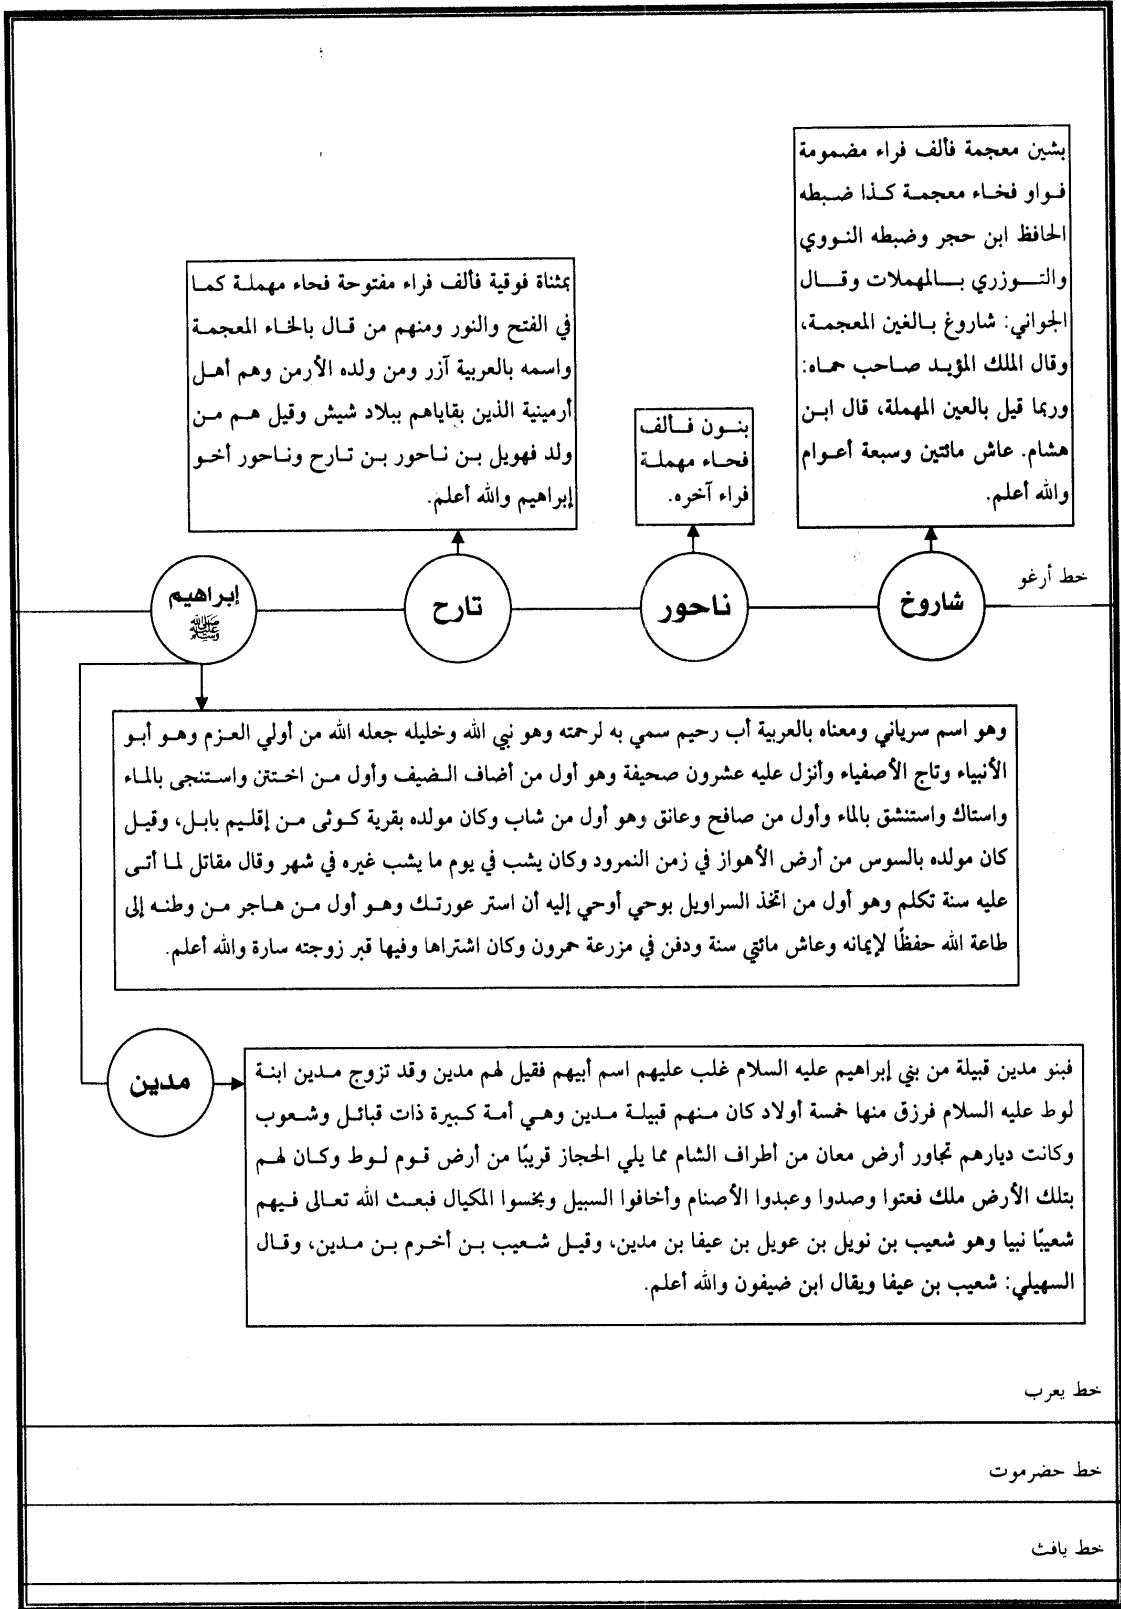 بشين معجمة فألف فراء مضمومة
فواو فخاء معجمة كذا ضبطه
الحافظ ابن حجر وضبطه النووي
والتوزري بالمهملات وقال
الجواني: شاروغ بالغين المعجمة،
وقال الملك المؤيد صاحب حماه:
وربما قيل بالعين المهملة، قال ابن
هشام. عاش مائتين وسبعة أعوام
والله أعلم.
بنون فألف
فحاء مهملة
فراء آخره.
بمثناة فوقية فألف فراء مفتوحة فحاء مهملة كما
في الفتح والنور ومنهم من قال بالخاء المعجمة
واسمه بالعربية آزر ومن ولده الأرمن وهم أهل
أرمينية الذين بقاياهم ببلاد شيش وقيل هم من
ولد فهويل بن ناحور بن تارح وناحور أخو
إبراهيم والله أعلم.
خط أرغو
شاروخ
ناحور
تارح
إبراهيم
ﷺ
وهو اسم سرياني ومعناه بالعربية أب رحيم سمي به لرحمته وهو نبي الله وخليله جعله الله من أولي العزم وهو أبو
الأنبياء وتاج الأصفياء وأنزل عليه عشرون صحيفة وهو أول من أضاف الضيف وأول من اختتن واستنجى بالماء
واستاك واستنشق بالماء وأول من صافح وعانق وهو أول من شاب وكان مولده بقرية كوثى من إقليم بابل، وقيل
كان مولده بالسوس من أرض الأهواز في زمن النمرود وكان يشب في يوم ما يشب غيره في شهر وقال مقاتل لما أتى
عليه سنة تكلم وهو أول من اتخذ السراويل بوحي أوحي إليه أن استر عورتك وهو أول من هاجر من وطنه إلى
طاعة الله حفظًا لإيمانه وعاش مائتي سنة ودفن في مزرعة حمرون وكان اشتراها وفيها قبر زوجته سارة والله أعلم.
مدين
فبنو مدين قبيلة من بني إبراهيم عليه السلام غلب عليهم اسم أبيهم فقيل لهم مدين وقد تزوج مدين ابنة
لوط عليه السلام فرزق منها خمسة أولاد كان منهم قبيلة مدين وهي أمة كبيرة ذات قبائل وشعوب
وكانت ديارهم تجاور أرض معان من أطراف الشام مما يلي الحجاز قريبًا من أرض قوم لوط وكان لهم
بتلك الأرض ملك فعتوا وصدوا وعبدوا الأصنام وأخافوا السبيل وبخسوا المكيال فبعث الله تعالى فيهم
شعيبًا نبيا وهو شعيب بن نويل بن عويل بن عيفا بن مدين، وقيل شعيب بن أخرم بن مدين، وقال
السهيلي: شعيب بن عيفا ويقال ابن ضيفون والله أعلم.
خط يعرب
خط حضرموت
خط يافث